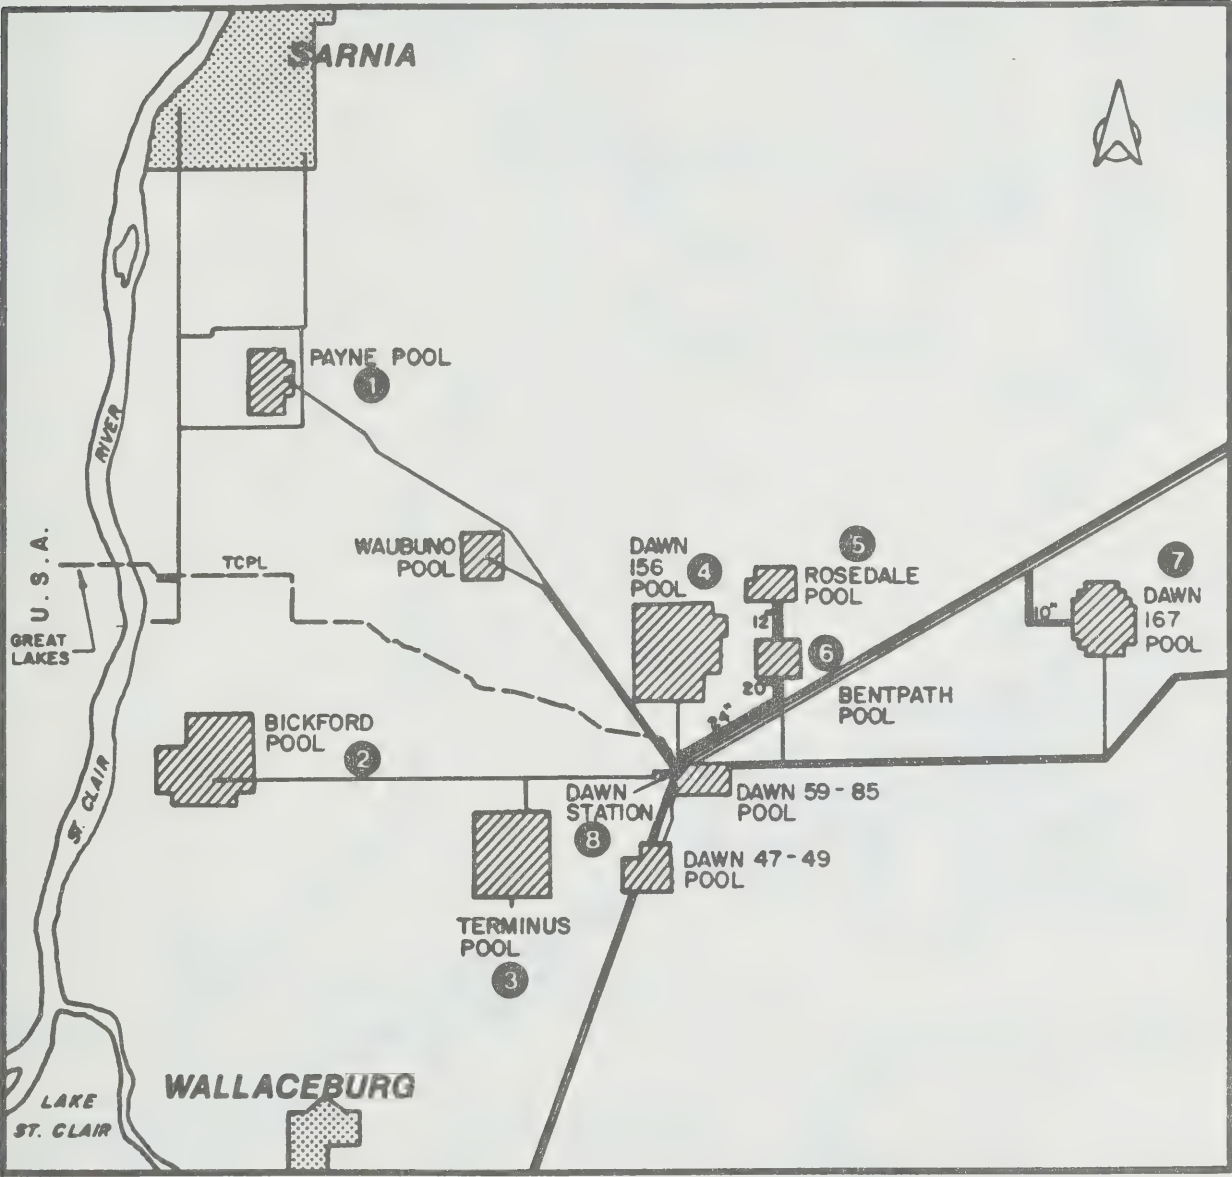 SARNIA
PAYNE POOL
1
RIVER
U.S.A.
TCPL
GREAT
LAKES
WAUBUNO
POOL
DAWN
156
POOL
4
5
ROSEDALE
POOL
12"
6
20"
BENTPATH
POOL
24"
7
DAWN
167
POOL
10"
BICKFORD
POOL
2
ST. CLAIR
DAWN
STATION
8
DAWN 59-85
POOL
DAWN 47-49
POOL
TERMINUS
POOL
3
WALLACEBURG
LAKE
ST. CLAIR